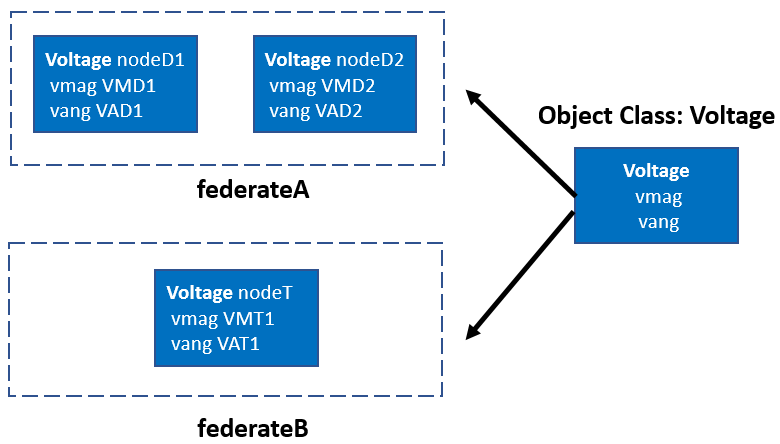 Voltage nodeD1
vmag VMD1
vang VAD1
Voltage nodeD2
vmag VMD2
vang VAD2
federateA
Object Class: Voltage
Voltage
vmag
vang
Voltage nodeT
vmag VMT1
vang VAT1
federateB